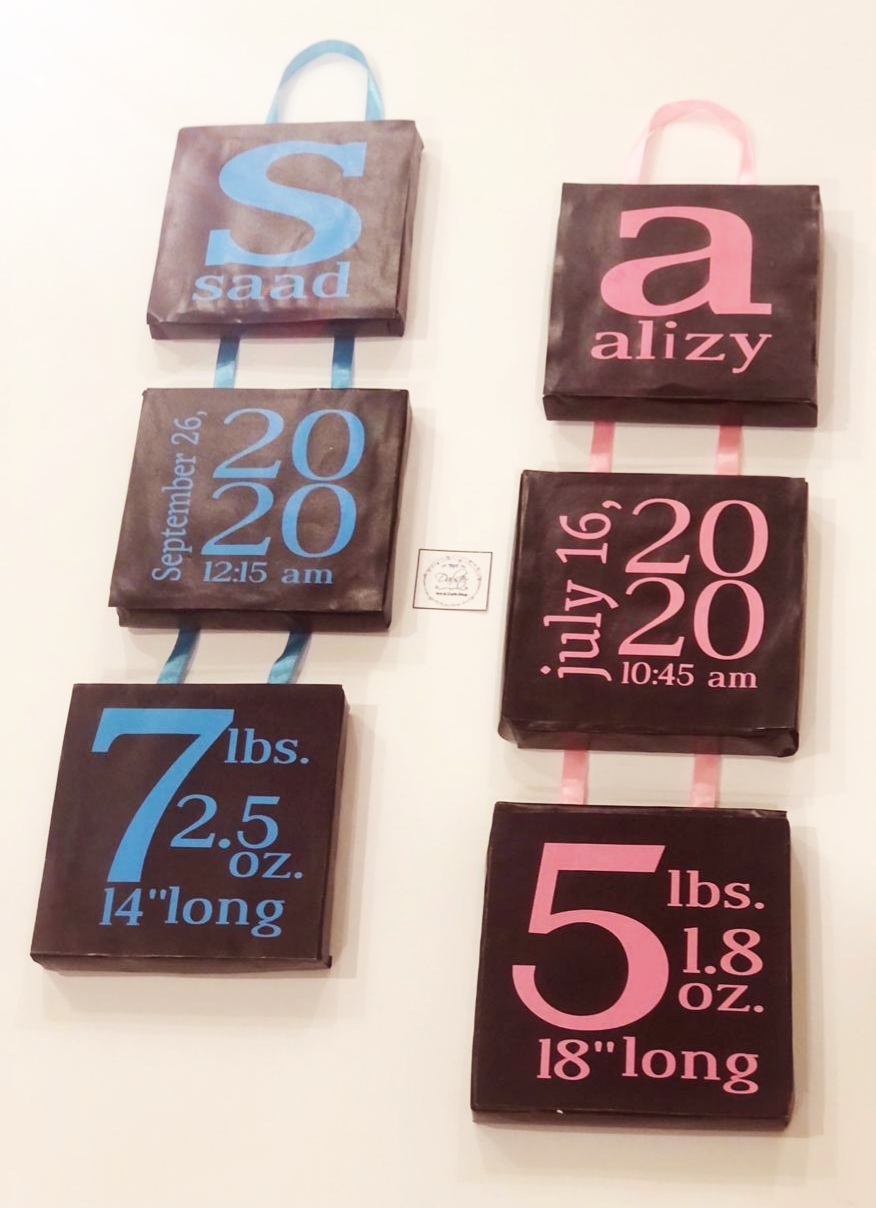 s
saad
September 26,
20
20
12:15 am
7 lbs.
2.5
oz.
14"long
a
alizy
july 16,
20
20
10:45 am
5 lbs.
1.8
oz.
18"long